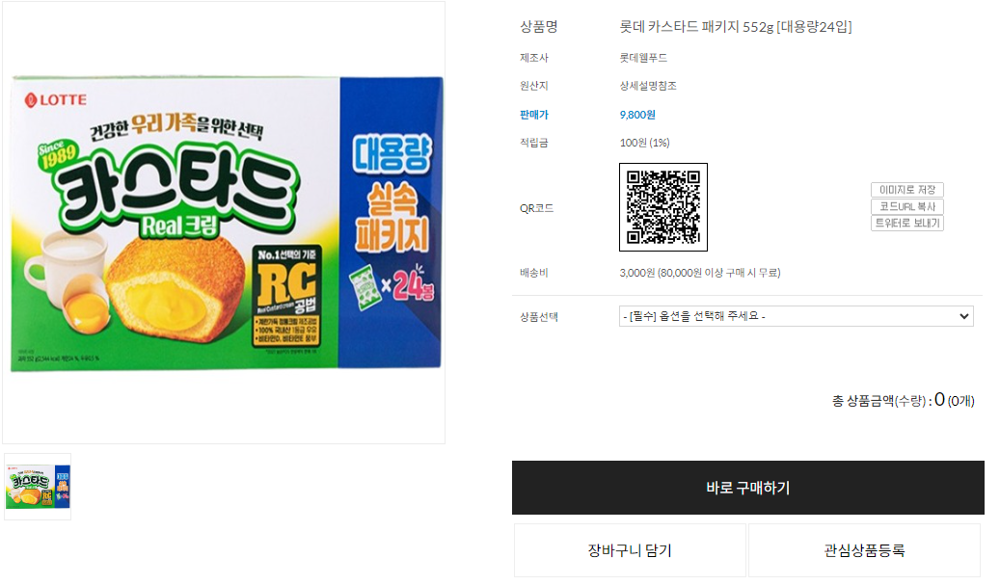 LOTTE
건강한 우리 가족을 위한 선택
Since
1989
카스타드
Real 크림
대용량
실속
패키지
×24봉
No.1 선택의 기준
RC
Real Custard cream
공법
상품명 롯데 카스타드 패키지 552g [대용량24입]
제조사 롯데웰푸드
원산지 상세설명참조
판매가 9,800원
적립금 100원 (1%)
QR코드
이미지로 저장
코드URL 복사
트위터로 보내기
배송비 3,000원 (80,000원 이상 구매 시 무료)
상품선택 - [필수] 옵션을 선택해 주세요 -
총 상품금액(수량) : 0 (0개)
바로 구매하기
장바구니 담기 관심상품등록